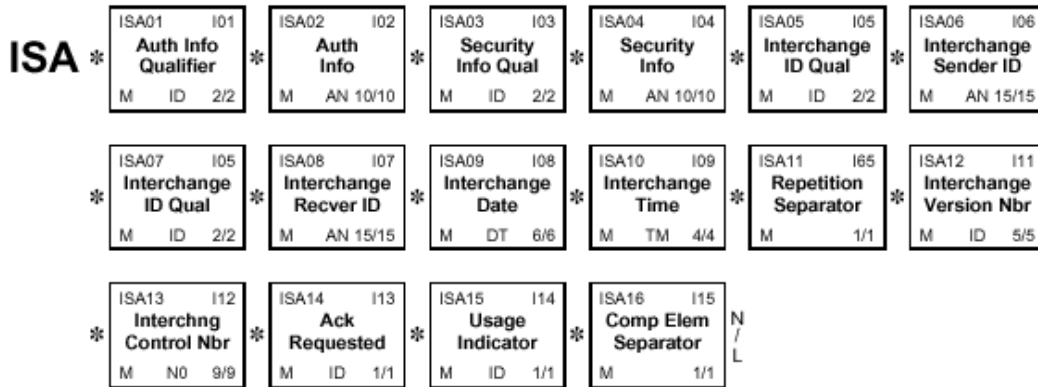 ISA * ISA01 I01 * ISA02 I02 * ISA03 I03 * ISA04 I04 * ISA05 I05 * ISA06 I06
Auth Info Auth Security Security Interchange Interchange
Qualifier Info Info Qual Info ID Qual Sender ID
M ID 2/2 M AN 10/10 M ID 2/2 M AN 10/10 M ID 2/2 M AN 15/15
* ISA07 I05 * ISA08 I07 * ISA09 I08 * ISA10 I09 * ISA11 I65 * ISA12 I11
Interchange Interchange Interchange Interchange Repetition Interchange
ID Qual Recver ID Date Time Separator Version Nbr
M ID 2/2 M AN 15/15 M DT 6/6 M TM 4/4 M 1/1 M ID 5/5
* ISA13 I12 * ISA14 I13 * ISA15 I14 * ISA16 I15 N/L
Interchng Ack Usage Comp Elem
Control Nbr Requested Indicator Separator
M N0 9/9 M ID 1/1 M ID 1/1 M 1/1